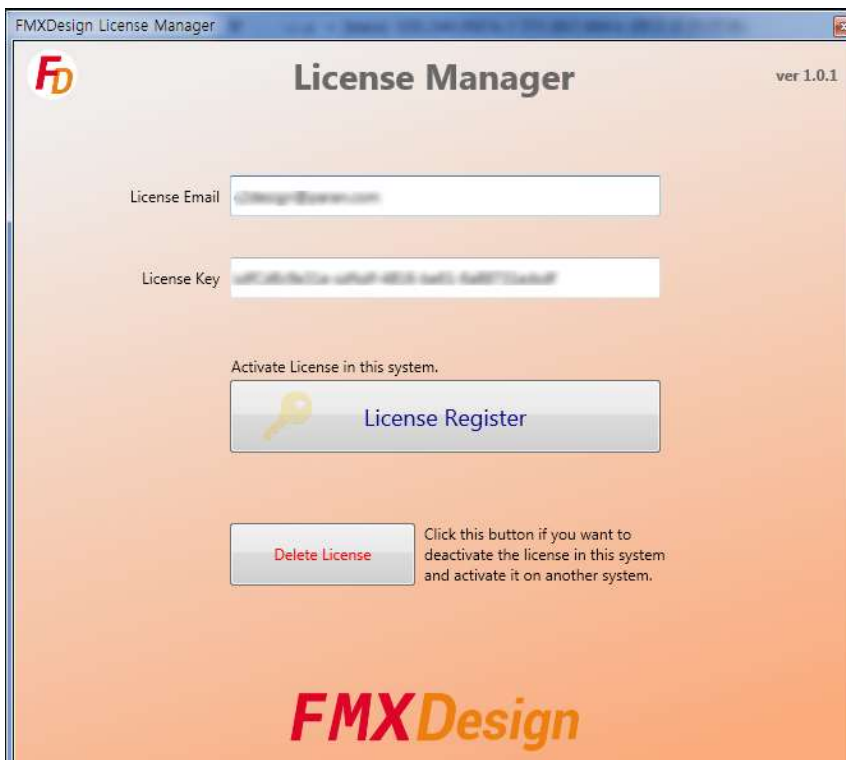 FMXDesign License Manager
FD
License Manager
ver 1.0.1
License Email
License Key
Activate License in this system.
License Register
Delete License
Click this button if you want to
deactivate the license in this system
and activate it on another system.
FMXDesign